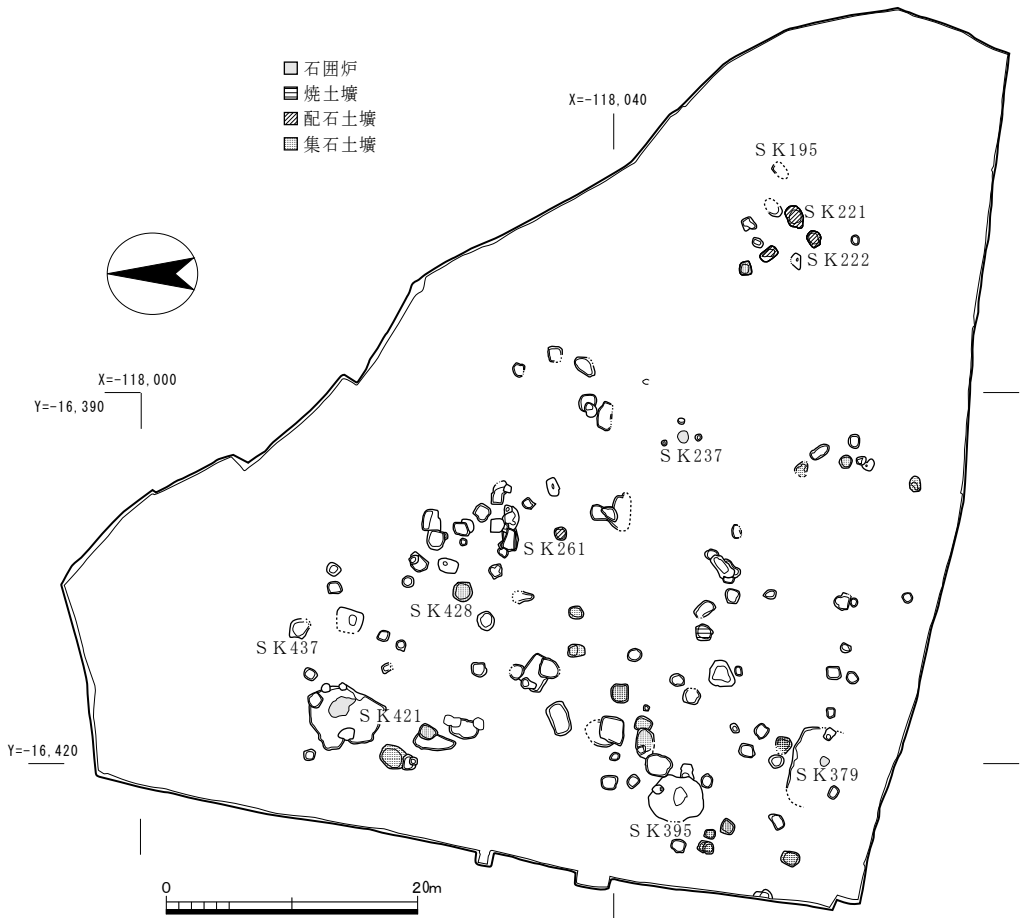 石囲炉
焼土壙
配石土壙
集石土壙
X=-118,040
SK195
SK221
SK222
X=-118,000
Y=-16,390
SK237
SK261
SK428
SK437
SK421
Y=-16,420
SK379
SK395
0 20m